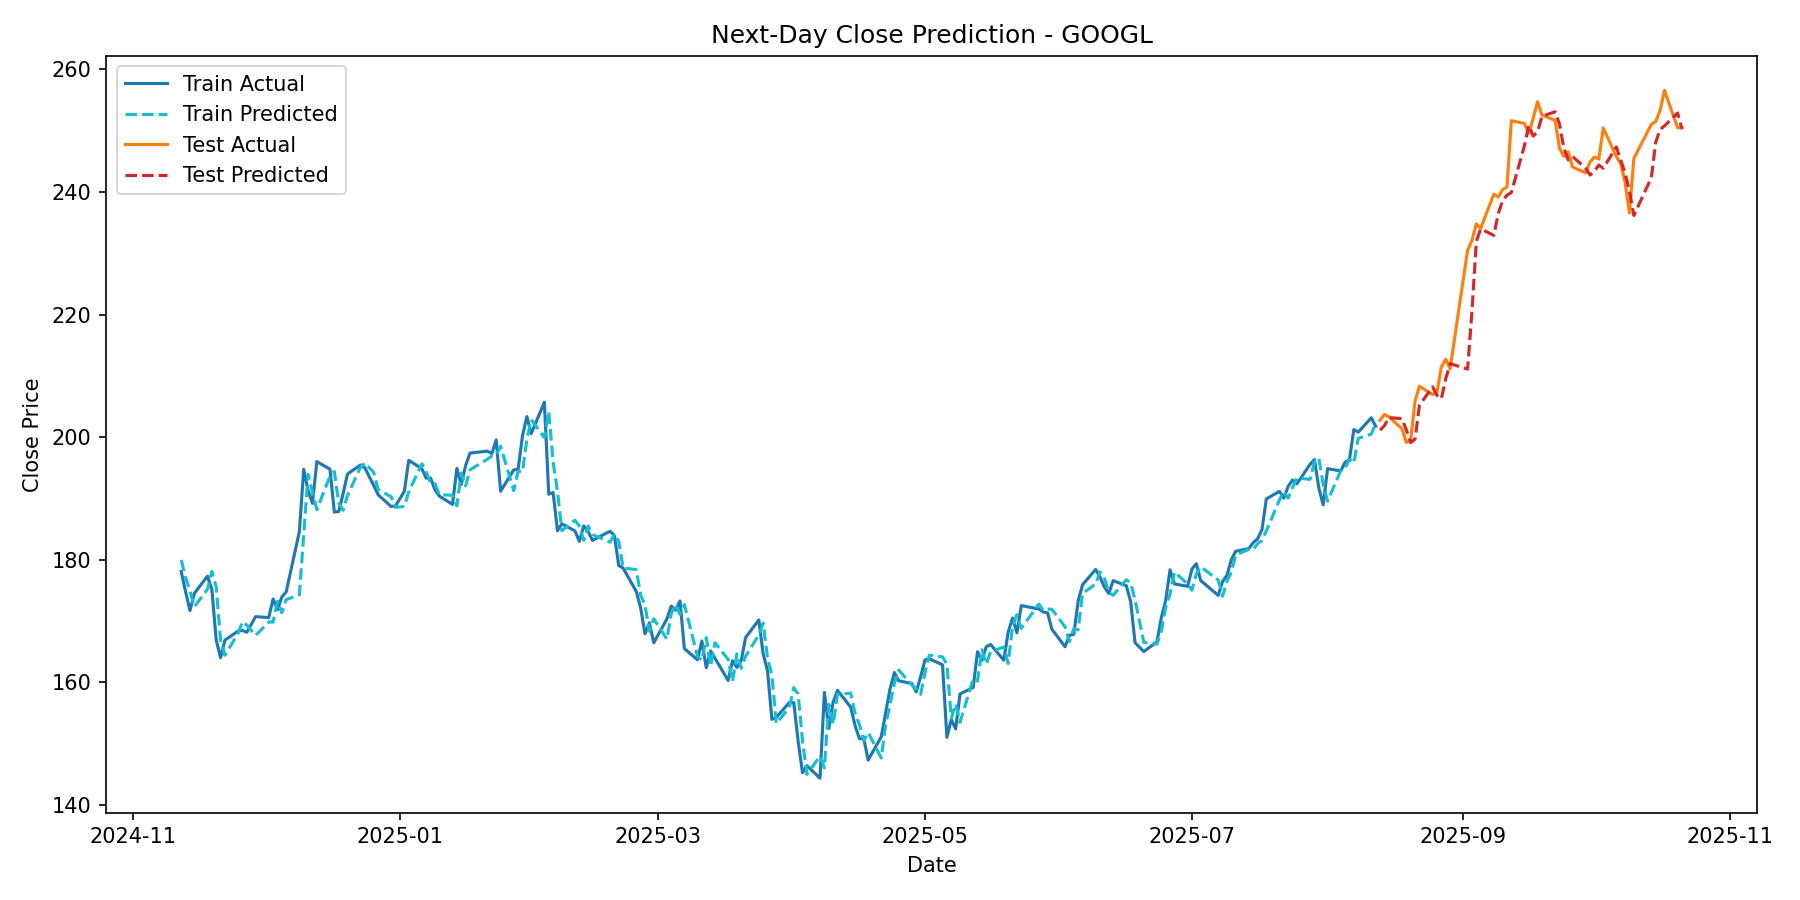 Next-Day Close Prediction - GOOGL
Train Actual
Train Predicted
Test Actual
Test Predicted
Close Price
260
240
220
200
180
160
140
2024-11 2025-01 2025-03 2025-05 2025-07 2025-09 2025-11
Date